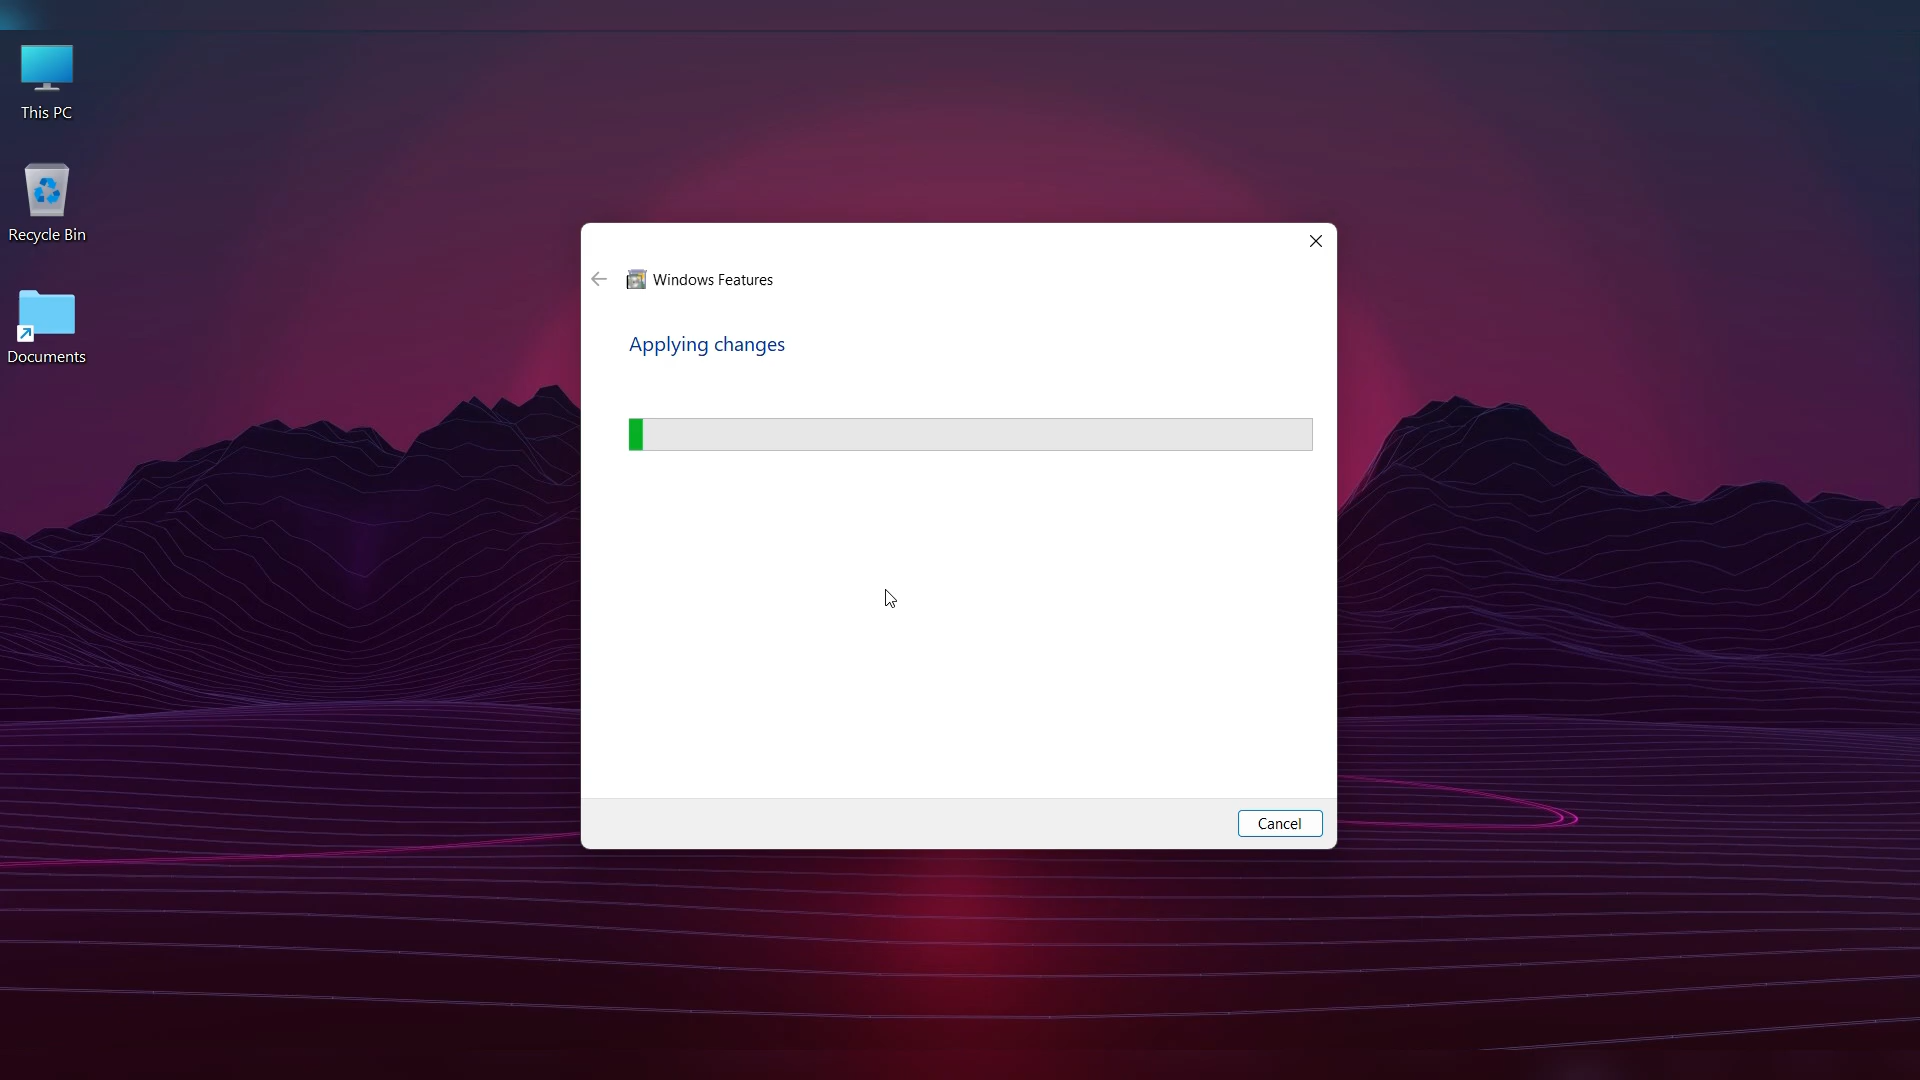 This PC
Recycle Bin
Documents
Windows Features
Applying changes
Cancel